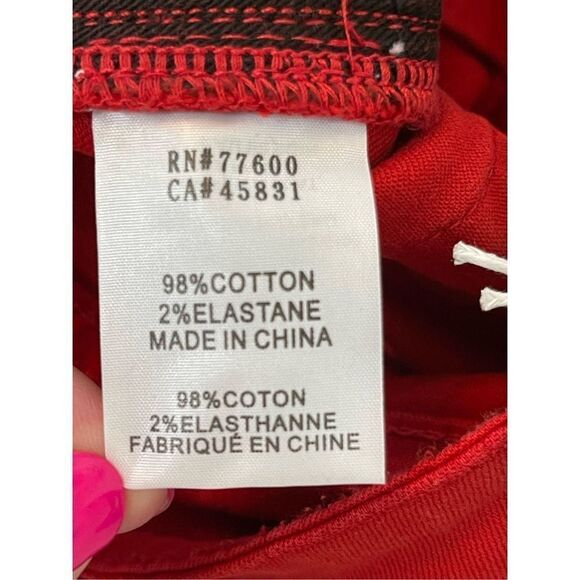 RN#77600
CA#45831
98%COTTON
2%ELASTANE
MADE IN CHINA
98%COTON
2%ELASTHANNE
FABRIQUÉ EN CHINE